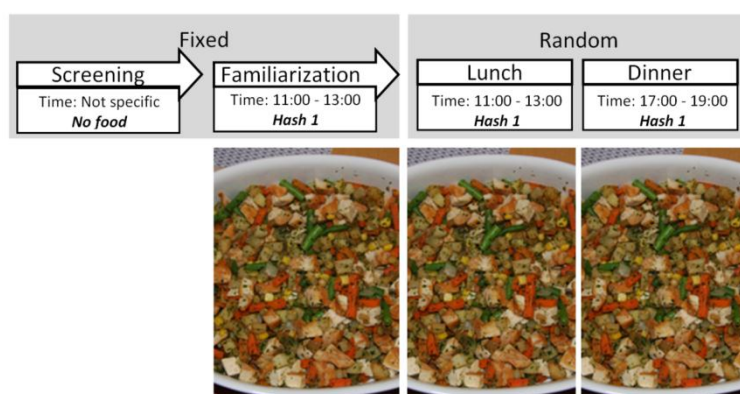 Fixed
Random
Screening
Time: Not specific
No food
Familiarization
Time: 11:00 - 13:00
Hash 1
Lunch
Time: 11:00 - 13:00
Hash 1
Dinner
Time: 17:00 - 19:00
Hash 1